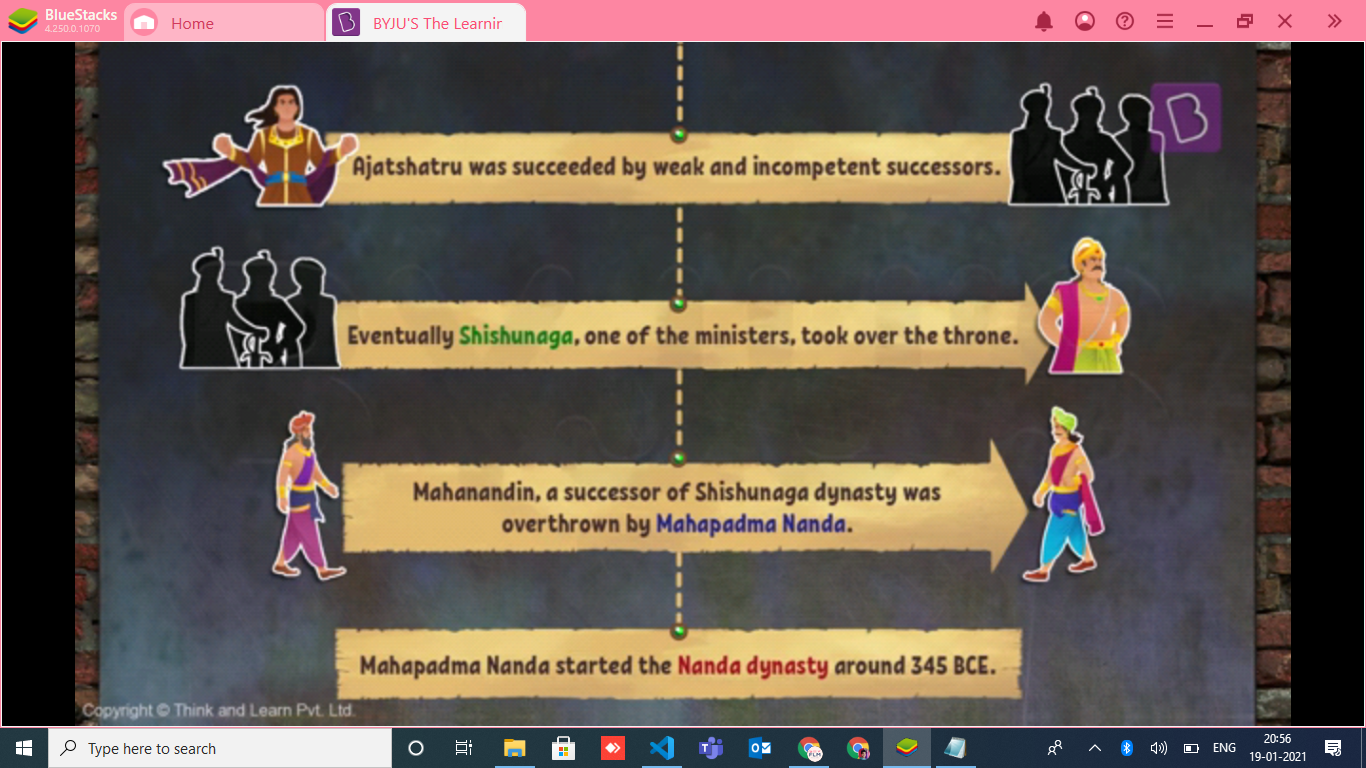 BlueStacks
4.250.0.1070
Home
BYJU'S The Learnir
B
Ajatshatru was succeeded by weak and incompetent successors.
Eventually Shishunaga, one of the ministers, took over the throne.
Mahanandin, a successor of Shishunaga dynasty was
overthrown by Mahapadma Nanda.
Mahapadma Nanda started the Nanda dynasty around 345 BCE.
Copyright © Think and Learn Pvt. Ltd.
Type here to search
ENG
20:56
19-01-2021